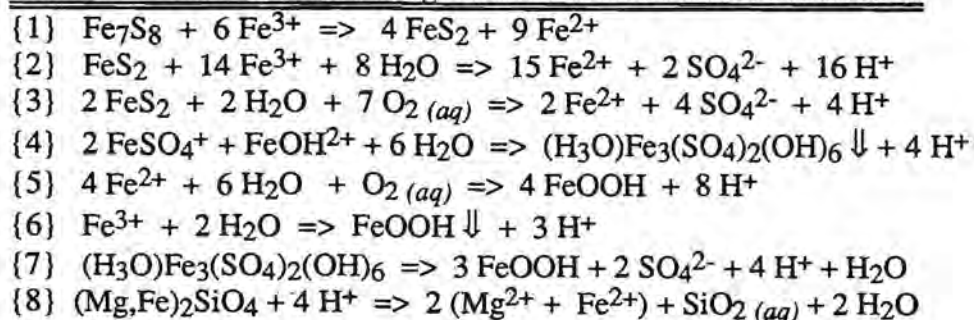 {1} Fe₇S₈ + 6 Fe³⁺ => 4 FeS₂ + 9 Fe²⁺
{2} FeS₂ + 14 Fe³⁺ + 8 H₂O => 15 Fe²⁺ + 2 SO₄²⁻ + 16 H⁺
{3} 2 FeS₂ + 2 H₂O + 7 O₂ (aq) => 2 Fe²⁺ + 4 SO₄²⁻ + 4 H⁺
{4} 2 FeSO₄⁺ + FeOH²⁺ + 6 H₂O => (H₃O)Fe₃(SO₄)₂(OH)₆ ⇓ + 4 H⁺
{5} 4 Fe²⁺ + 6 H₂O + O₂ (aq) => 4 FeOOH + 8 H⁺
{6} Fe³⁺ + 2 H₂O => FeOOH ⇓ + 3 H⁺
{7} (H₃O)Fe₃(SO₄)₂(OH)₆ => 3 FeOOH + 2 SO₄²⁻ + 4 H⁺ + H₂O
{8} (Mg,Fe)₂SiO₄ + 4 H⁺ => 2 (Mg²⁺ + Fe²⁺) + SiO₂ (aq) + 2 H₂O